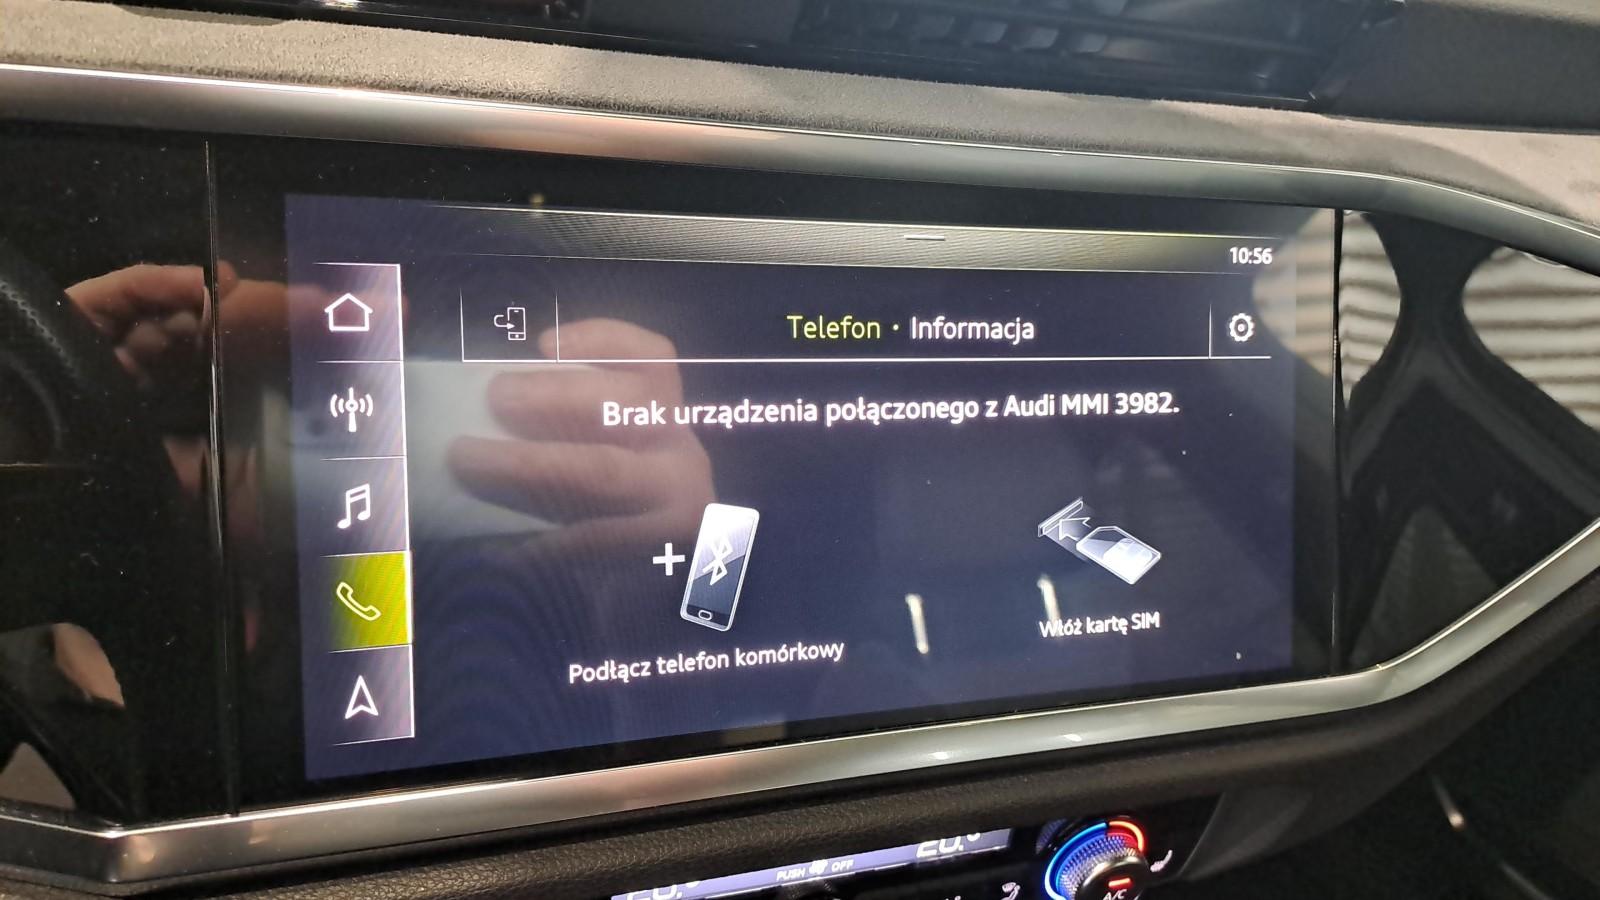 10:56
Telefon • Informacja
Brak urządzenia połączonego z Audi MMI 3982.
Podłącz telefon komórkowy
Włóż kartę SIM
PUSH OFF
A/C